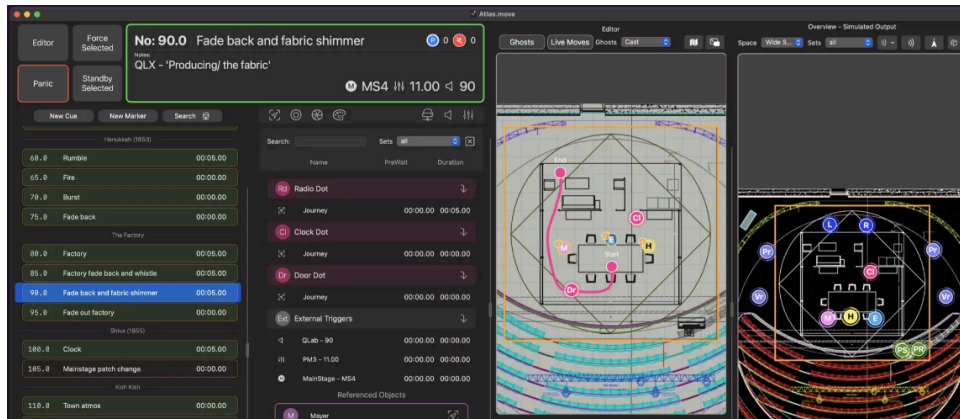 Atlas.move
Editor
Force Selected
Panic
Standby Selected
No: 90.0 Fade back and fabric shimmer
P 0 0
Notes:
QLX - 'Producing/ the fabric'
MS4 11.00 90
New Cue New Marker Search
Henukkah (1853)
60.0 Rumble 00:05.00
65.0 Fire 00:00.00
70.0 Burst 00:00.00
75.0 Fade back 00:00.00
The Factory
80.0 Factory 00:05.00
85.0 Factory fade back and whistle 00:00.00
90.0 Fade back and fabric shimmer 00:05.00
95.0 Fade out factory 00:00.00
Shiva (1855)
100.0 Clock 00:05.00
105.0 Mainstage patch change 00:00.00
Kish Kish
110.0 Town atmos 00:00.00
Search: Sets all
Name PreWait Duration
Rd Radio Dot
Journey 00:00.00 00:05.00
Cl Clock Dot
Journey 00:00.00 00:00.00
Dr Door Dot
Journey 00:00.00 00:00.00
Ext External Triggers
QLab - 90 00:00.00 00:00.00
PM3 - 11.00 00:00.00 00:00.00
MainStage - MS4 00:00.00 00:00.00
Referenced Objects
M Mayer
Editor
Ghosts Live Moves Ghosts Cast
End
Cl
M E H
Start
Dr
Overview - Simulated Output
Space Wide S... Sets all
L R
Pr Cl Pr
Vr Vr
M H E
PS PR